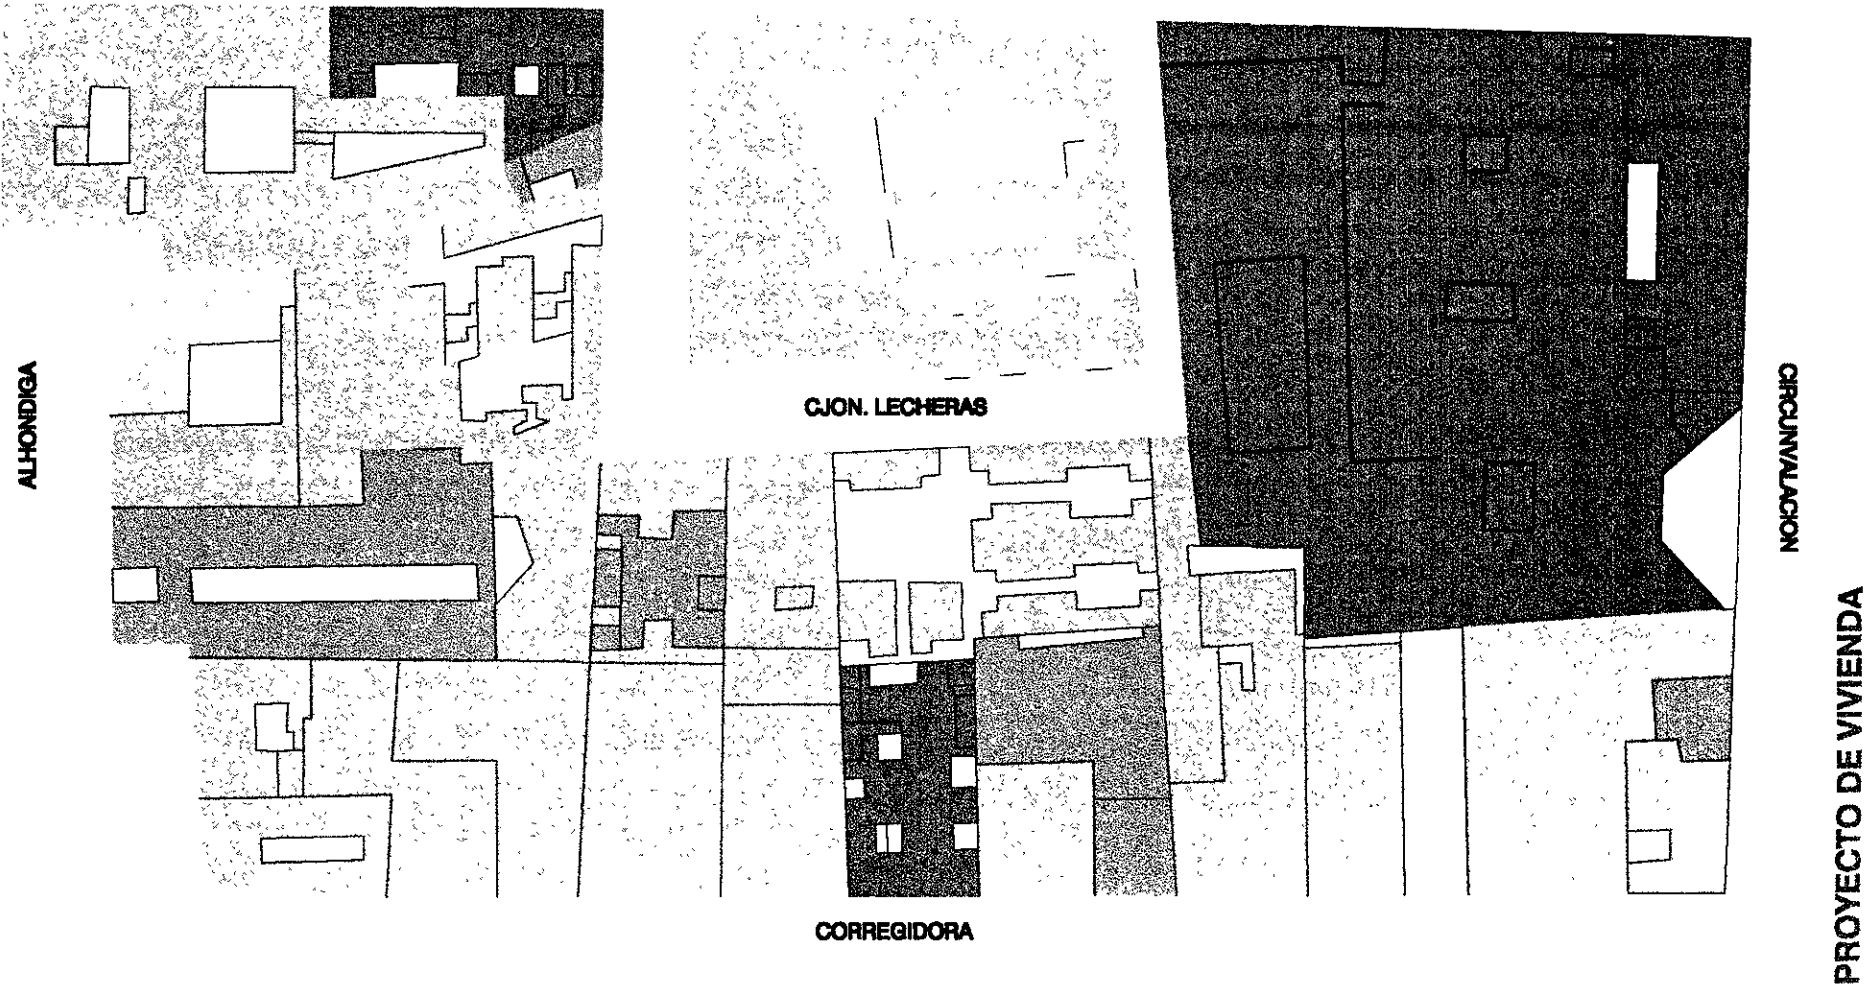 ALHONDIGA
CJON. LECHERAS
CIRCUNVALACION
CORREGIDORA
PROYECTO DE VIVIENDA